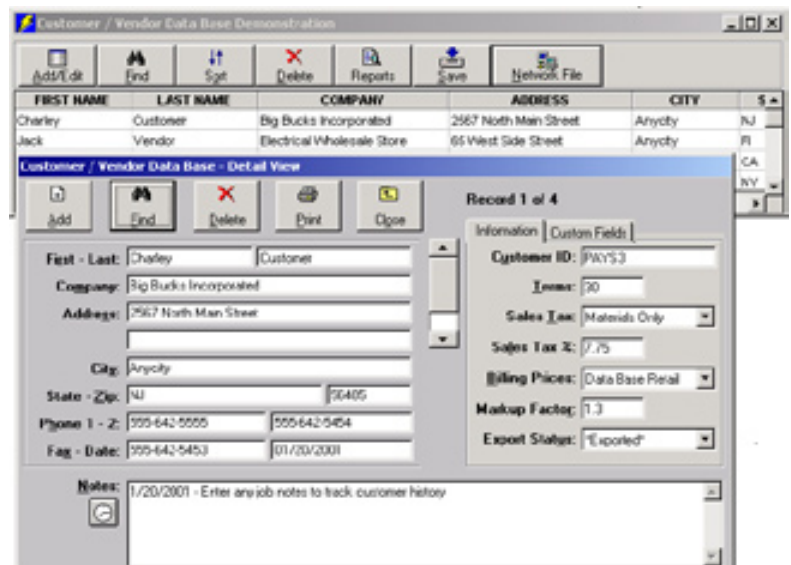 Customer / Vendor Data Base Demonstration
Add/Edit Find Sort Delete Reports Save Network File
FIRST NAME LAST NAME COMPANY ADDRESS CITY S
Charley Customer Big Bucks Incorporated 2567 North Main Street Anycity NJ
Jack Vendor Electrical Wholesale Store 65 West Side Street Anycity
CA
NY
Customer / Vendor Data Base - Detail View
Add Find Delete Print Close
Record 1 of 4
Information Custom Fields
First - Last: Charley Customer
Customer ID: PAYS3
Company: Big Bucks Incorporated
Terms: 30
Address: 2567 North Main Street
Sales Tax: Materials Only
Sales Tax %: 7.75
City: Anycity
Billing Prices: Data Base Retail
State - Zip: NJ
Markup Factor: 1.3
Phone 1 - 2: 555-642-5555 555-642-5454
Export Status: "Exported"
Fax - Date: 555-642-5453 01/20/2001
Notes: 1/20/2001 - Enter any job notes to track customer history